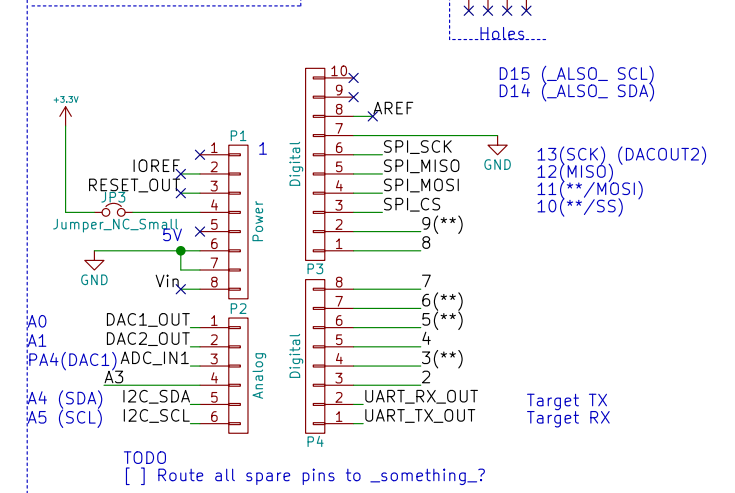 Holes
10
D15 (_ALSO_ SCL)
9
D14 (_ALSO_ SDA)
+3.3V
8 AREF
P1
7
1 1
6 SPI_SCK
GND
13(SCK) (DACOUT2)
IOREF 2
5 SPI_MISO
12(MISO)
RESET_OUT 3
4 SPI_MOSI
11(**/MOSI)
JP3
4
3 SPI_CS
10(**/SS)
Jumper_NC_Small
5V
5
2 9(**)
6
1 8
GND
7
Power
Digital
P3
Vin 8
8 7
P2
7 6(**)
A0 DAC1_OUT 1
6 5(**)
A1 DAC2_OUT 2
5 4
PA4(DAC1) ADC_IN1 3
4 3(**)
A3 4
3 2
A4 (SDA) I2C_SDA 5
2 UART_RX_OUT
Target TX
A5 (SCL) I2C_SCL 6
1 UART_TX_OUT
Target RX
Analog
Digital
P4
TODO
[ ] Route all spare pins to _something_?